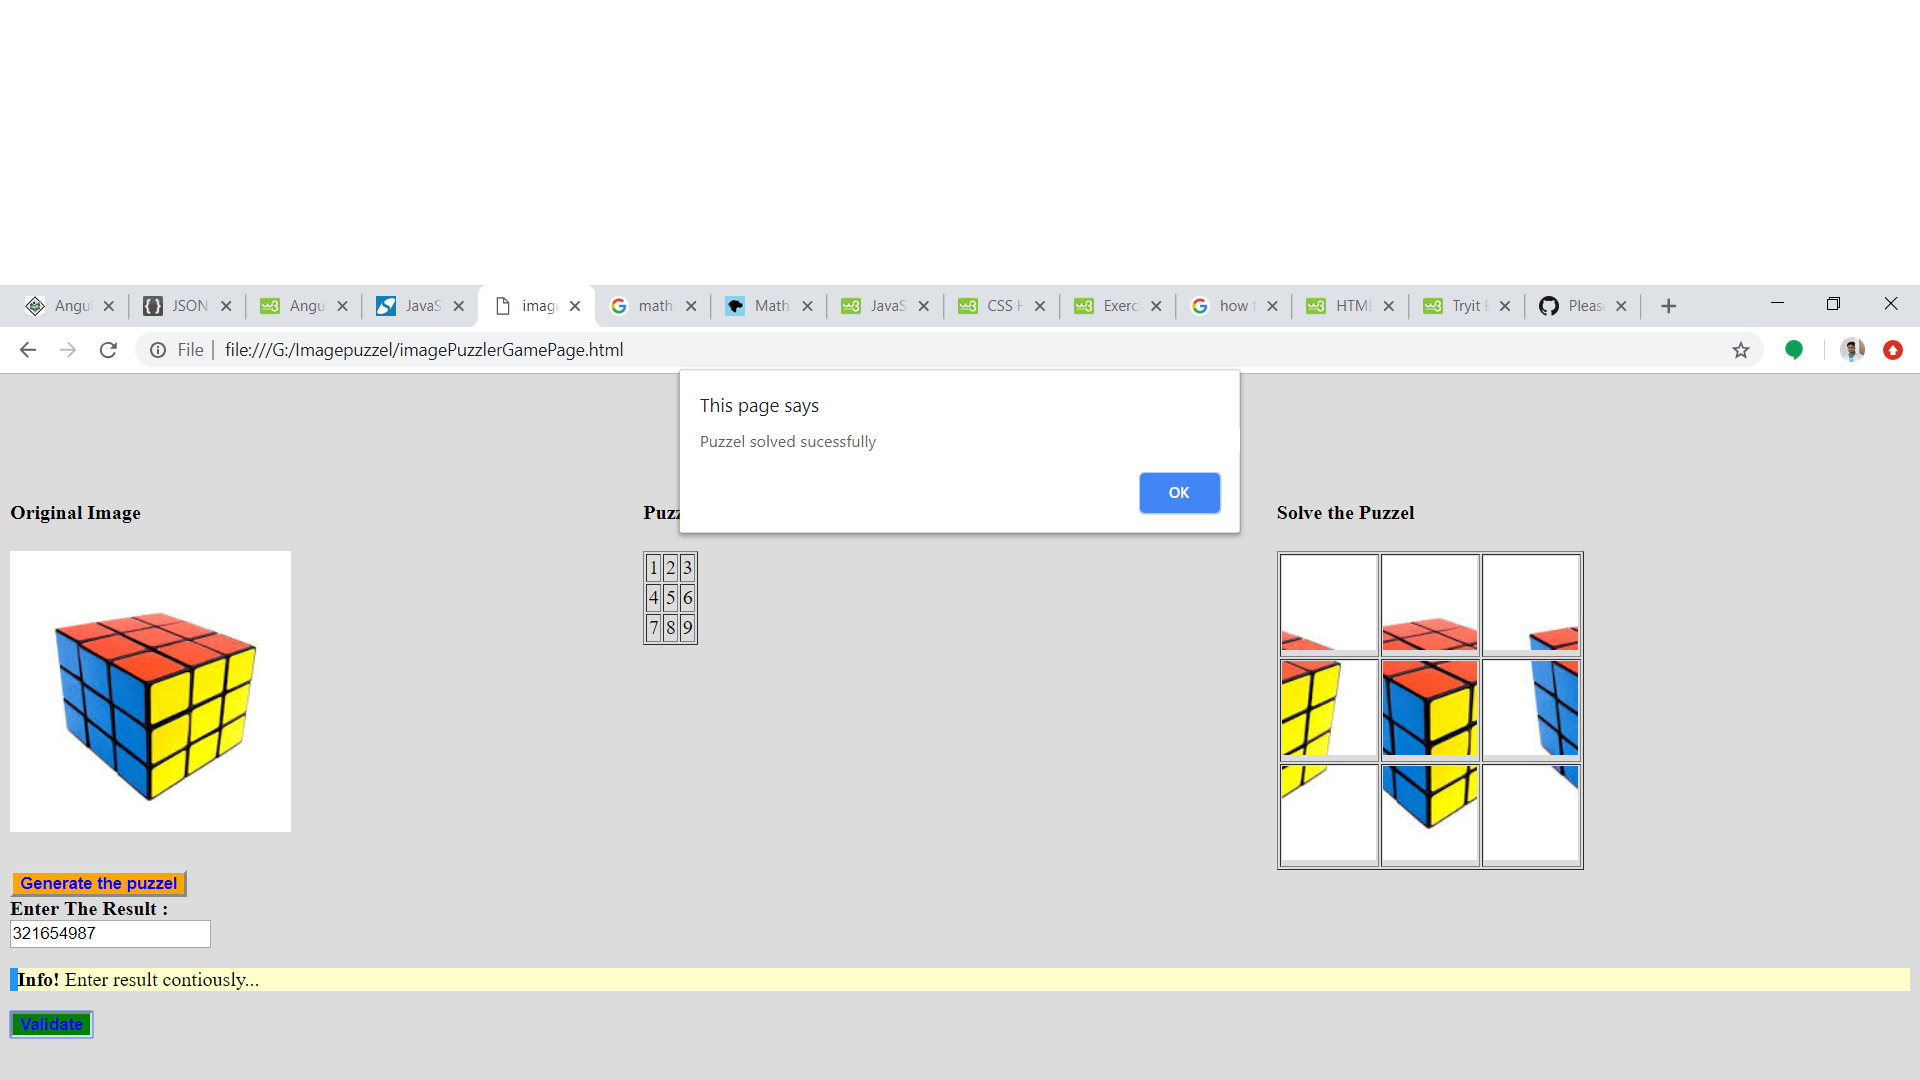 Angu JSON Angu JavaS imag math Math JavaS CSS H Exerci how t HTML Tryit E Pleas
File file:///G:/Imagepuzzel/imagePuzzlerGamePage.html
This page says
Puzzel solved sucessfully
OK
Original Image
Puzz
Solve the Puzzel
1 2 3
4 5 6
7 8 9
Generate the puzzel
Enter The Result :
321654987
Info! Enter result contiously...
Validate